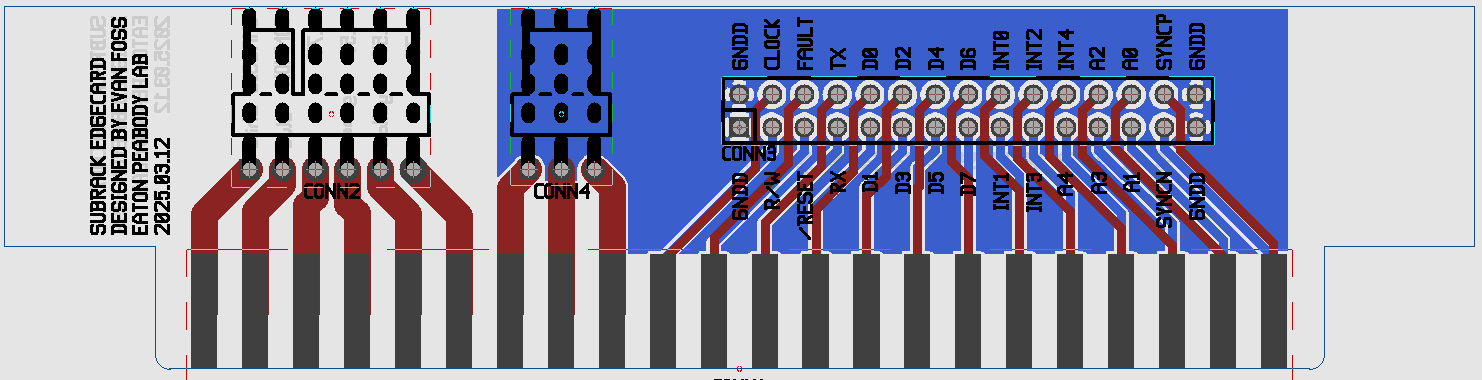 SUBRACK EDGECARD
DESIGNED BY EVAN FOSS
EATON PEABODY LAB
2025.03.12
CONN2
CONN4
GNDD
CLOCK
FAULT
TX
D0
D2
D4
D6
INT0
INT2
INT4
A2
A0
SYNCP
GNDD
CONN3
GNDD
R/W
/RESET
RX
D1
D3
D5
D7
INT1
INT3
A4
A3
A1
SYNCN
GNDD